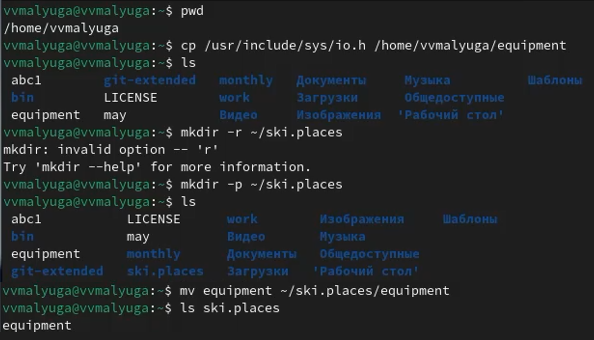 vvmalyuga@vvmalyuga:~$ pwd
/home/vvmalyuga
vvmalyuga@vvmalyuga:~$ cp /usr/include/sys/io.h /home/vvmalyuga/equipment
vvmalyuga@vvmalyuga:~$ ls
abc1 git-extended monthly Документы Музыка Шаблоны
bin LICENSE work Загрузки Общедоступные
equipment may Видео Изображения 'Рабочий стол'
vvmalyuga@vvmalyuga:~$ mkdir -r ~/ski.places
mkdir: invalid option -- 'r'
Try 'mkdir --help' for more information.
vvmalyuga@vvmalyuga:~$ mkdir -p ~/ski.places
vvmalyuga@vvmalyuga:~$ ls
abc1 LICENSE work Изображения Шаблоны
bin may Видео Музыка
equipment monthly Документы Общедоступные
git-extended ski.places Загрузки 'Рабочий стол'
vvmalyuga@vvmalyuga:~$ mv equipment ~/ski.places/equipment
vvmalyuga@vvmalyuga:~$ ls ski.places
equipment